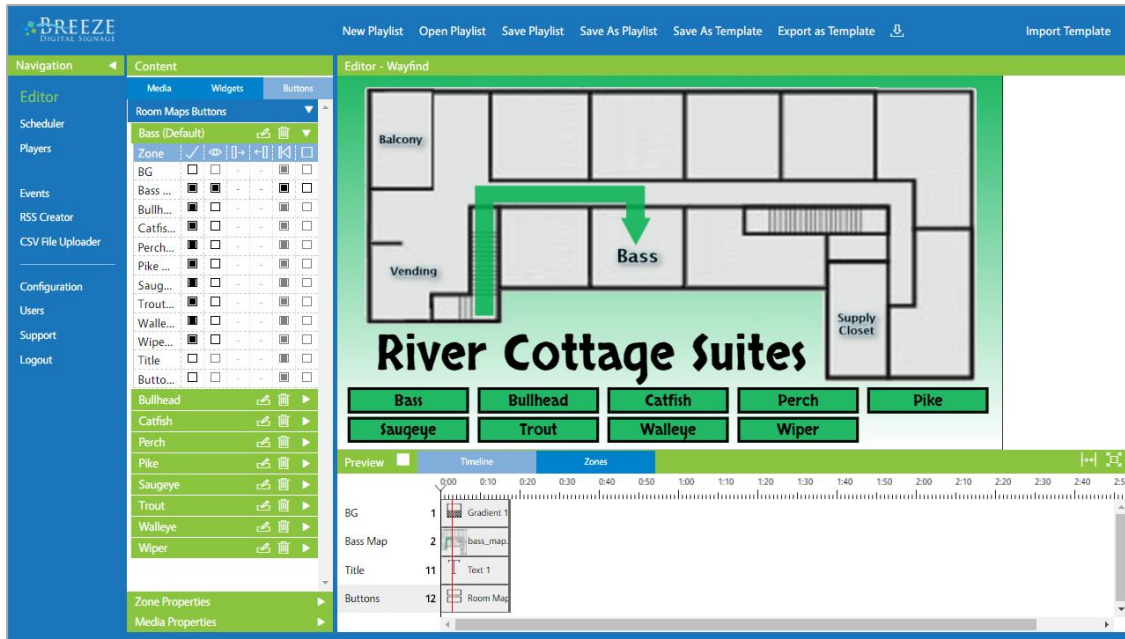 BREEZE
DIGITAL SIGNAGE
New Playlist Open Playlist Save Playlist Save As Playlist Save As Template Export as Template Import Template
Navigation
Editor
Scheduler
Players
Events
RSS Creator
CSV File Uploader
Configuration
Users
Support
Logout
Content
Media Widgets Buttons
Room Maps Buttons
Bass (Default)
Zone
BG
Bass ...
Bullh...
Catfis...
Perch...
Pike ...
Saug...
Trout...
Walle...
Wipe...
Title
Butto...
Bullhead
Catfish
Perch
Pike
Saugeye
Trout
Walleye
Wiper
Zone Properties
Media Properties
Editor - Wayfind
Balcony
Bass
Vending
Supply
Closet
River Cottage Suites
Bass Bullhead Catfish Perch Pike
Saugeye Trout Walleye Wiper
Preview Timeline Zones
0:00 0:10 0:20 0:30 0:40 0:50 1:00 1:10 1:20 1:30 1:40 1:50 2:00 2:10 2:20 2:30 2:40 2:5
BG 1 Gradient 1
Bass Map 2 bass_map.
Title 11 Text 1
Buttons 12 Room Map